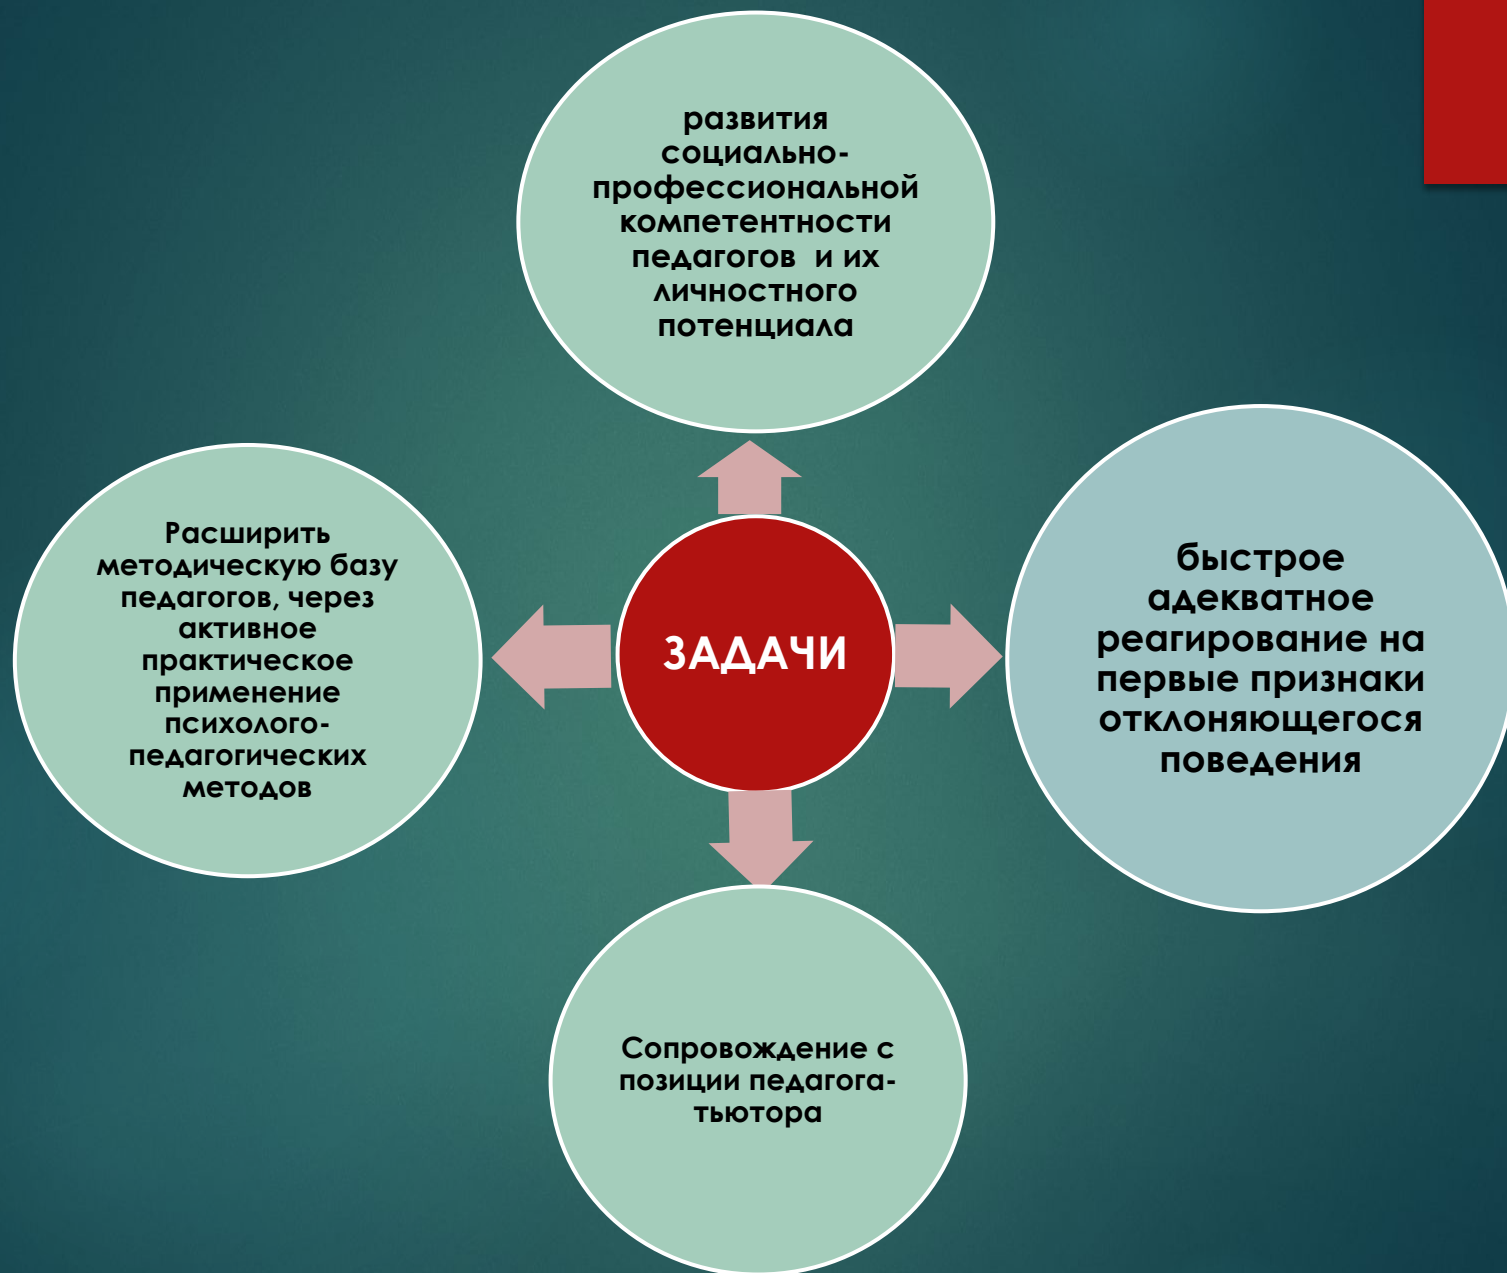 развития
социально-
профессиональной
компетентности
педагогов  и их
личностного
потенциала
Расширить
методическую базу
педагогов, через
активное
практическое
применение
психолого-
педагогических
методов
ЗАДАЧИ
быстрое
адекватное
реагирование на
первые признаки
отклоняющегося
поведения
Сопровождение с
позиции педагога-
тьютора